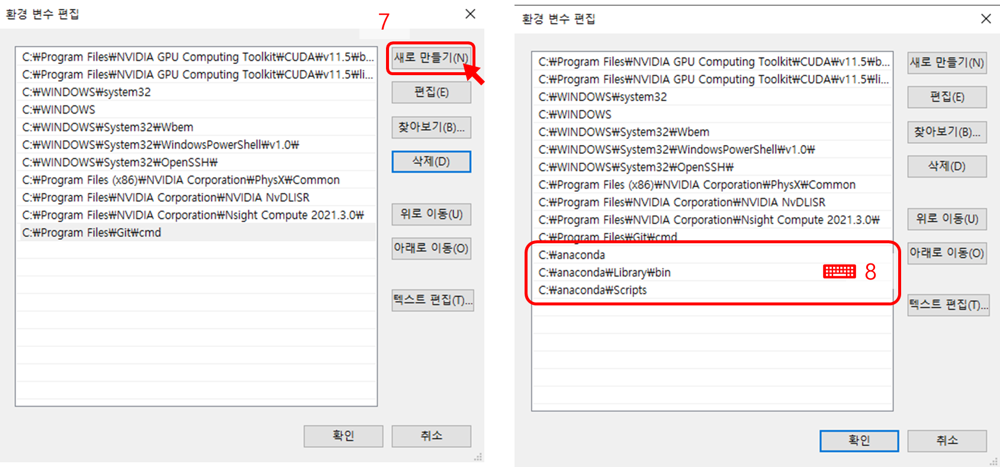 환경 변수 편집
7
C:₩Program Files₩NVIDIA GPU Computing Toolkit₩CUDA₩v11.5₩b...
C:₩Program Files₩NVIDIA GPU Computing Toolkit₩CUDA₩v11.5₩li...
C:₩WINDOWS₩system32
C:₩WINDOWS
C:₩WINDOWS₩System32₩Wbem
C:₩WINDOWS₩System32₩WindowsPowerShell₩v1.0₩
C:₩WINDOWS₩System32₩OpenSSH₩
C:₩Program Files (x86)₩NVIDIA Corporation₩PhysX₩Common
C:₩Program Files₩NVIDIA Corporation₩NVIDIA NvDLISR
C:₩Program Files₩NVIDIA Corporation₩Nsight Compute 2021.3.0₩
C:₩Program Files₩Git₩cmd
새로 만들기(N)
편집(E)
찾아보기(B)...
삭제(D)
위로 이동(U)
아래로 이동(O)
텍스트 편집(T)...
확인
취소
환경 변수 편집
C:₩Program Files₩NVIDIA GPU Computing Toolkit₩CUDA₩v11.5₩b...
C:₩Program Files₩NVIDIA GPU Computing Toolkit₩CUDA₩v11.5₩li...
C:₩WINDOWS₩system32
C:₩WINDOWS
C:₩WINDOWS₩System32₩Wbem
C:₩WINDOWS₩System32₩WindowsPowerShell₩v1.0₩
C:₩WINDOWS₩System32₩OpenSSH₩
C:₩Program Files (x86)₩NVIDIA Corporation₩PhysX₩Common
C:₩Program Files₩NVIDIA Corporation₩NVIDIA NvDLISR
C:₩Program Files₩NVIDIA Corporation₩Nsight Compute 2021.3.0₩
C:₩Program Files₩Git₩cmd
C:₩anaconda
C:₩anaconda₩Library₩bin
C:₩anaconda₩Scripts
8
새로 만들기(N)
편집(E)
찾아보기(B)...
삭제(D)
위로 이동(U)
아래로 이동(O)
텍스트 편집(T)...
확인
취소